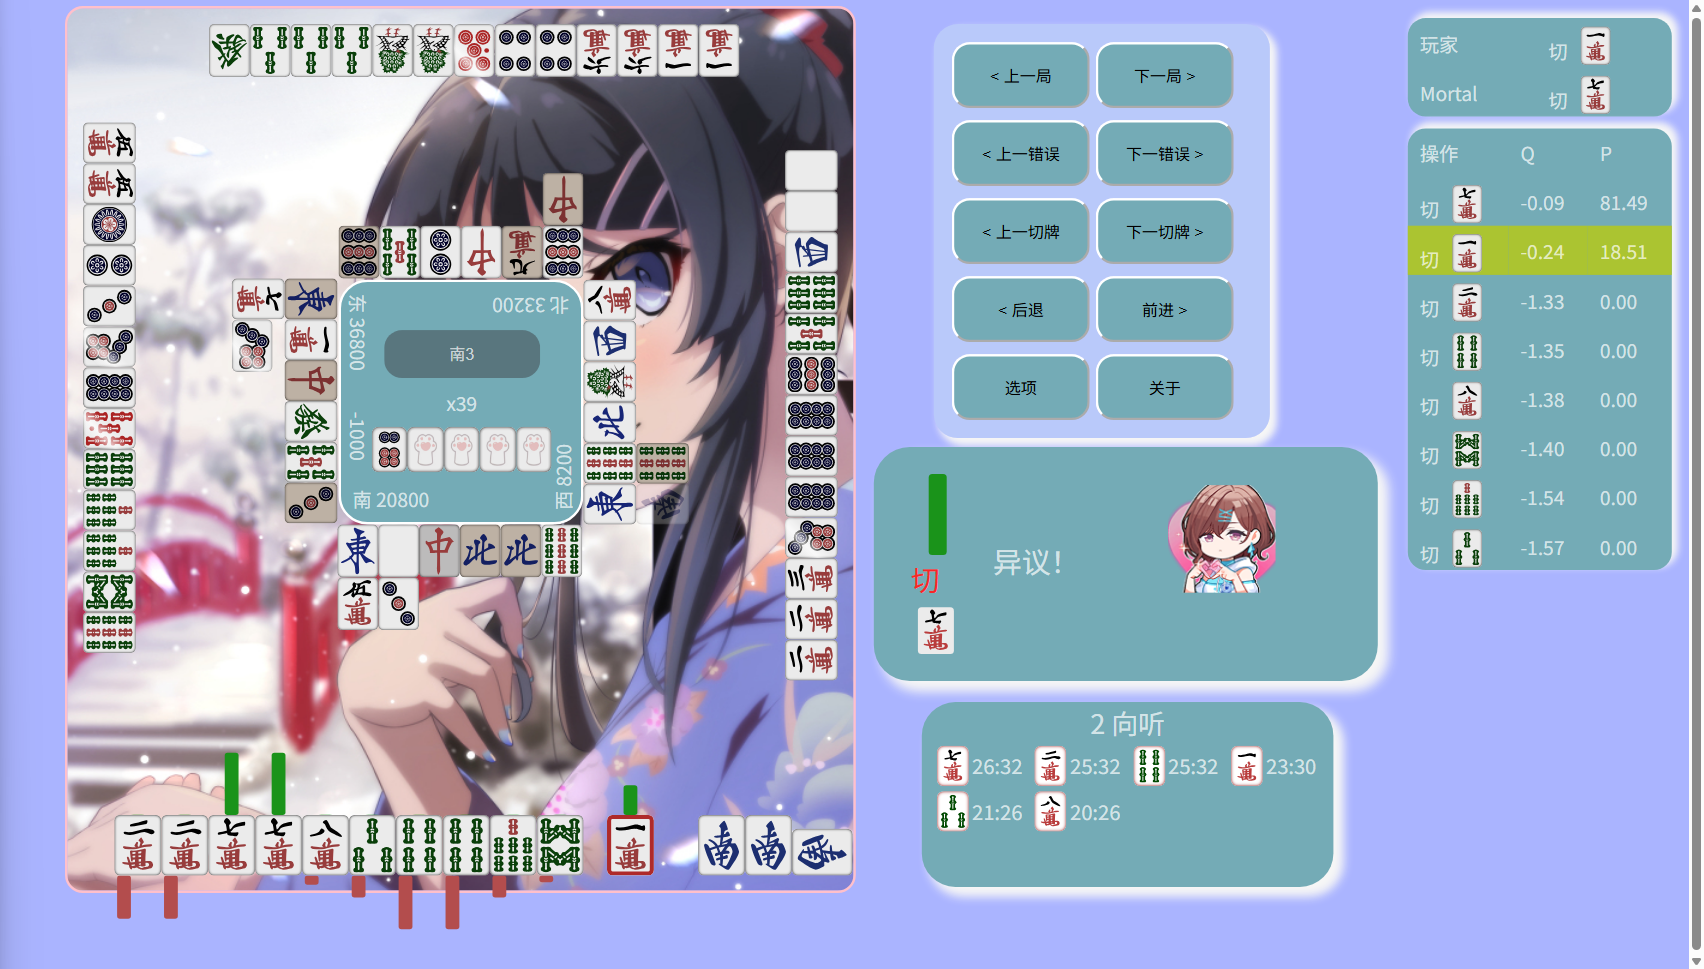 东 36800
北 33200
南3
x39
-1000
南 20800
西 8200
< 上一局
下一局 >
< 上一错误
下一错误 >
< 上一切牌
下一切牌 >
< 后退
前进 >
选项
关于
切
异议！
2 向听
26:32
25:32
25:32
23:30
21:26
20:26
玩家 切
Mortal 切
操作 Q P
切 -0.09 81.49
切 -0.24 18.51
切 -1.33 0.00
切 -1.35 0.00
切 -1.38 0.00
切 -1.40 0.00
切 -1.54 0.00
切 -1.57 0.00